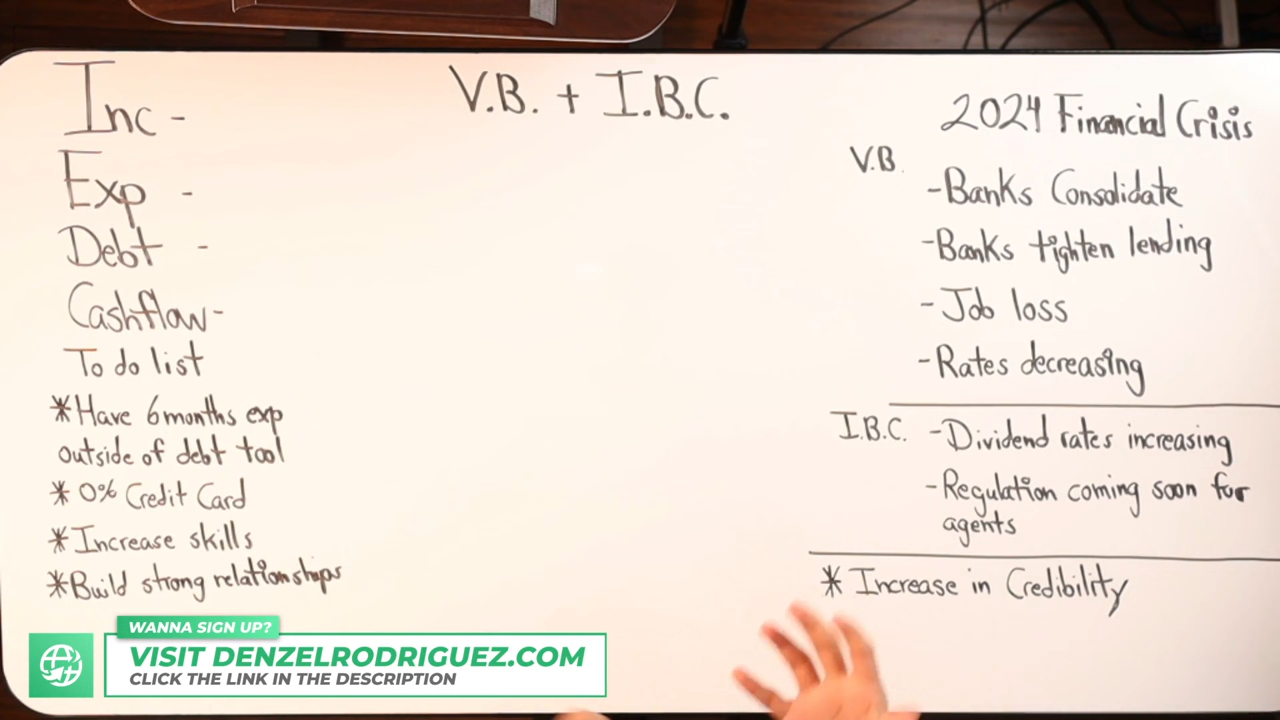 V.B. + I.B.C.
Inc -
Exp -
Debt -
Cashflow -
To do list
*Have 6 months exp
outside of debt tool
* 0% Credit Card
*Increase skills
*Build strong relationships
2024 Financial Crisis
V.B.
-Banks Consolidate
-Banks tighten lending
- Job loss
-Rates decreasing
I.B.C. -Dividend rates increasing
-Regulation coming soon for
agents
* Increase in Credibility
WANNA SIGN UP?
VISIT DENZELRODRIGUEZ.COM
CLICK THE LINK IN THE DESCRIPTION